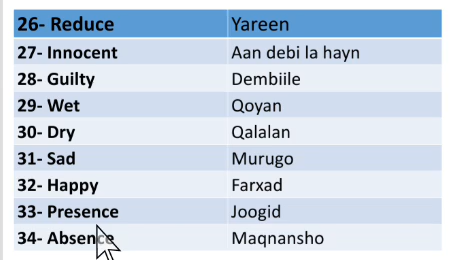 26- Reduce Yareen
27- Innocent Aan debi la hayn
28- Guilty Dembiile
29- Wet Qoyan
30- Dry Qalalan
31- Sad Murugo
32- Happy Farxad
33- Presence Joogid
34- Absence Maqnansho